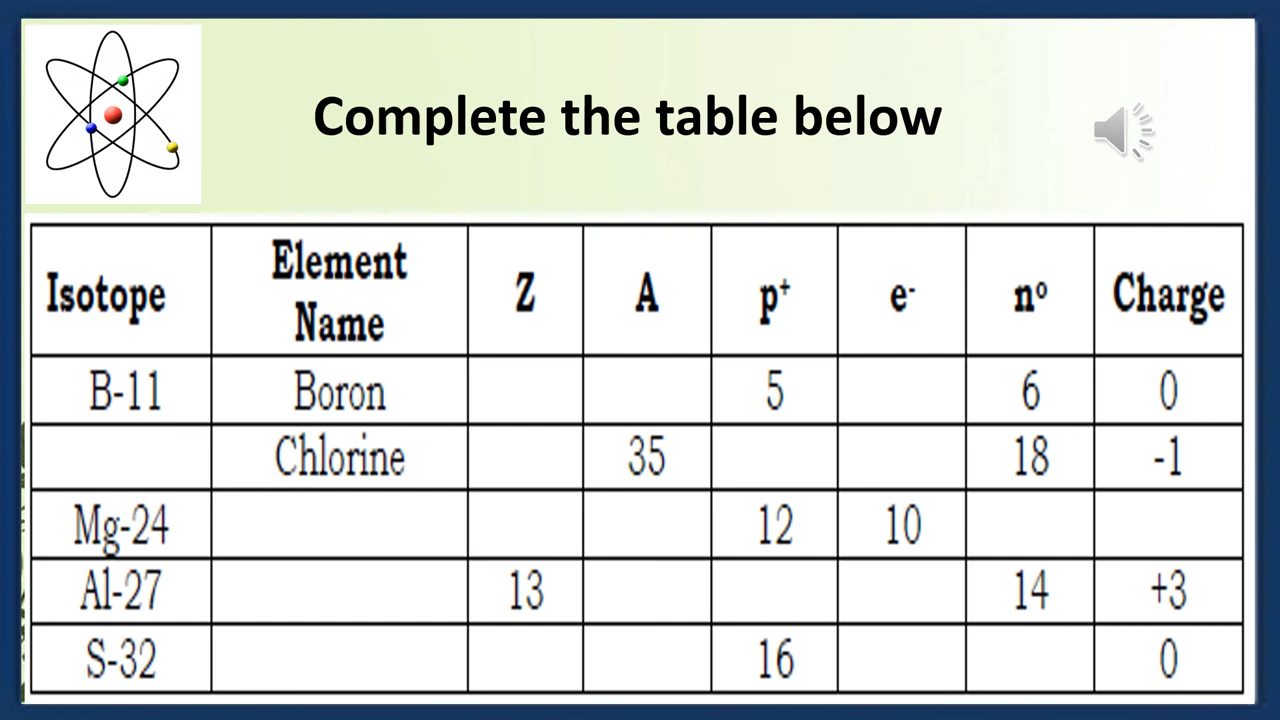 Complete the table below
Isotope Element Name Z A p⁺ e⁻ nᵒ Charge
B-11 Boron 5 6 0
Chlorine 35 18 -1
Mg-24 12 10
Al-27 13 14 +3
S-32 16 0